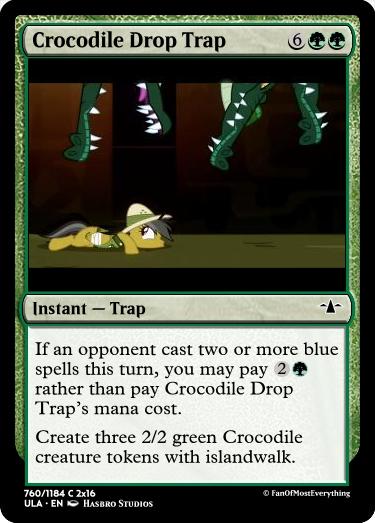 Crocodile Drop Trap 6
Instant — Trap
If an opponent cast two or more blue
spells this turn, you may pay 2
rather than pay Crocodile Drop
Trap's mana cost.
Create three 2/2 green Crocodile
creature tokens with islandwalk.
760/1184 C 2x16
ULA • EN HASBRO STUDIOS
© FanOfMostEverything